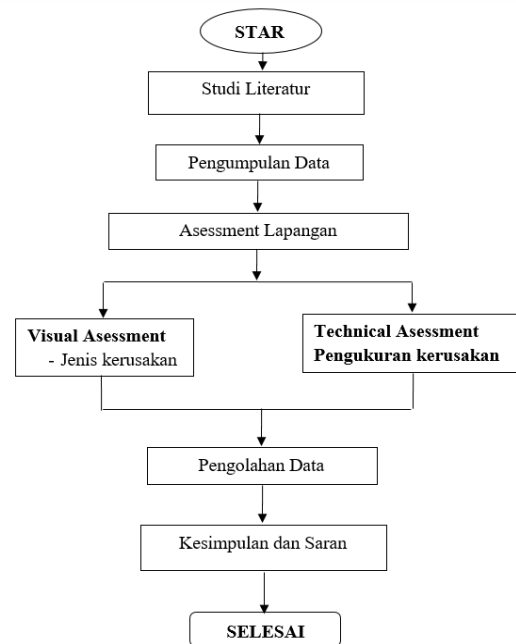 STAR
Studi Literatur
Pengumpulan Data
Asessment Lapangan
Visual Asessment
- Jenis kerusakan
Technical Asessment
Pengukuran kerusakan
Pengolahan Data
Kesimpulan dan Saran
SELESAI